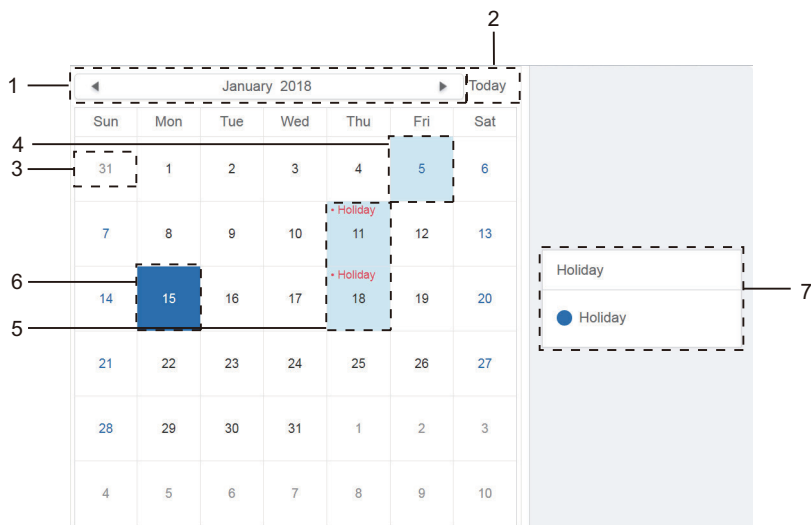 2
1
January 2018
Today
Sun Mon Tue Wed Thu Fri Sat
4
3
31 1 2 3 4 5 6
• Holiday
7 8 9 10 11 12 13
• Holiday
6
14 15 16 17 18 19 20
5
21 22 23 24 25 26 27
28 29 30 31 1 2 3
4 5 6 7 8 9 10
Holiday
7
Holiday